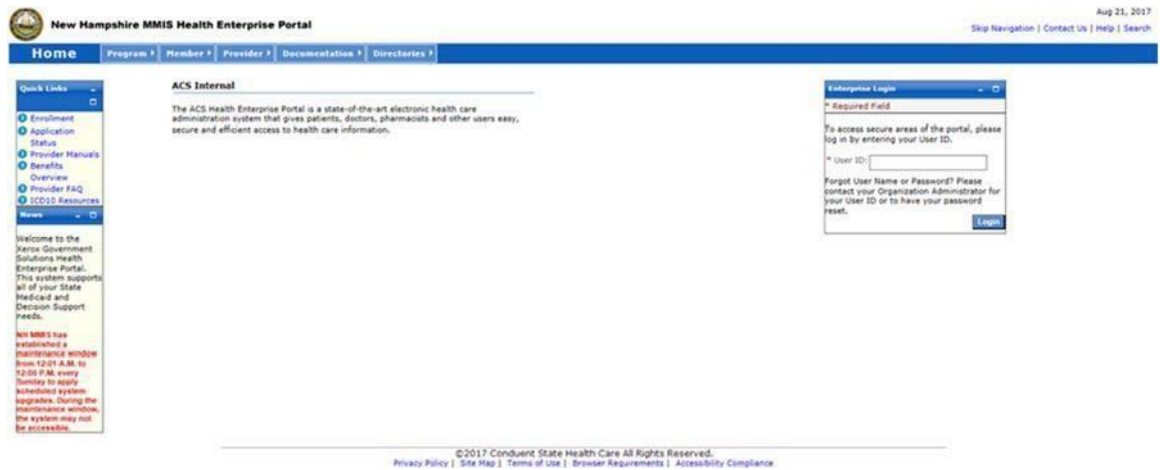 Aug 21, 2017
New Hampshire MMIS Health Enterprise Portal
Skip Navigation | Contact Us | Help | Search
Home Program Member Provider Documentation Directories
Quick Links
Enrollment
Application
Status
Provider Manuals
Benefits
Overview
Provider FAQ
ICD10 Resources
News
Welcome to the
Xerox Government
Solutions Health
Enterprise Portal.
This system supports
all of your State
Medicaid and
Decision Support
needs.
NH MMIS has
established a
maintenance window
from 12:01 A.M. to
12:00 P.M. every
Sunday to apply
scheduled system
upgrades. During the
maintenance window,
the system may not
be accessible.
ACS Internal
The ACS Health Enterprise Portal is a state-of-the-art electronic health care
administration system that gives patients, doctors, pharmacists and other users easy,
secure and efficient access to health care information.
Enterprise Login
* Required Field
To access secure areas of the portal, please
log in by entering your User ID.
* User ID:
Forgot User Name or Password? Please
contact your Organization Administrator for
your User ID or to have your password
reset.
Login
©2017 Conduent State Health Care All Rights Reserved.
Privacy Policy | Site Map | Terms of Use | Browser Requirements | Accessibility Compliance